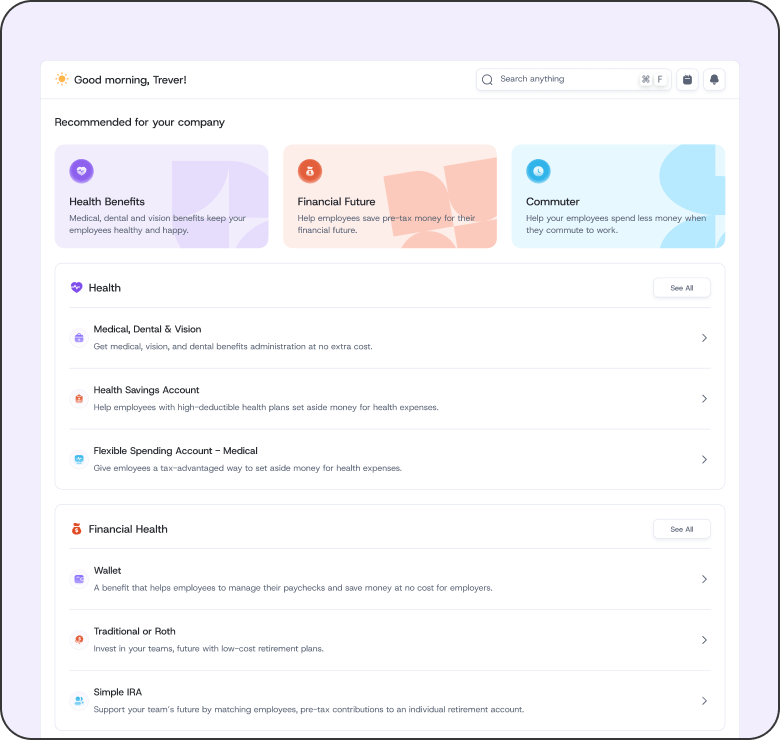 Good morning, Trever!
Search anything
⌘ F
Recommended for your company
Health Benefits
Medical, dental and vision benefits keep your
employees healthy and happy.
Financial Future
Help employees save pre-tax money for their
financial future.
Commuter
Help your employees spend less money when
they commute to work.
Health
See All
Medical, Dental & Vision
Get medical, vision, and dental benefits administration at no extra cost.
Health Savings Account
Help employees with high-deductible health plans set aside money for health expenses.
Flexible Spending Account - Medical
Give emloyees a tax-advantaged way to set aside money for health expenses.
Financial Health
See All
Wallet
A benefit that helps employees to manage their paychecks and save money at no cost for employers.
Traditional or Roth
Invest in your teams, future with low-cost retirement plans.
Simple IRA
Support your team's future by matching employees, pre-tax contributions to an individual retirement account.